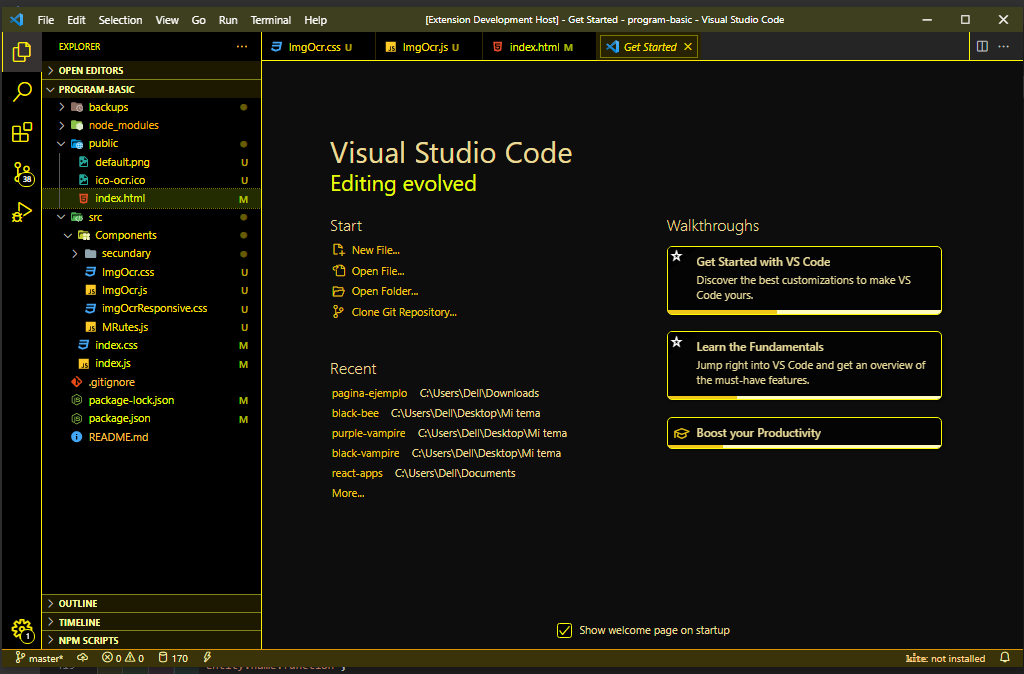 File Edit Selection View Go Run Terminal Help [Extension Development Host] - Get Started - program-basic - Visual Studio Code
EXPLORER
ImgOcr.css U
ImgOcr.js U
index.html M
Get Started
OPEN EDITORS
PROGRAM-BASIC
backups
node_modules
public
default.png U
ico-ocr.ico U
index.html M
src
Components
secundary
ImgOcr.css U
ImgOcr.js U
imgOcrResponsive.css U
MRutes.js U
index.css M
index.js M
.gitignore
package-lock.json M
package.json M
README.md
OUTLINE
TIMELINE
NPM SCRIPTS
38
1
Visual Studio Code
Editing evolved
Start
New File...
Open File...
Open Folder...
Clone Git Repository...
Recent
pagina-ejemplo C:\Users\Dell\Downloads
black-bee C:\Users\Dell\Desktop\Mi tema
purple-vampire C:\Users\Dell\Desktop\Mi tema
black-vampire C:\Users\Dell\Desktop\Mi tema
react-apps C:\Users\Dell\Documents
More...
Walkthroughs
Get Started with VS Code
Discover the best customizations to make VS
Code yours.
Learn the Fundamentals
Jump right into VS Code and get an overview of
the must-have features.
Boost your Productivity
Show welcome page on startup
master* 0 0 170
kite: not installed